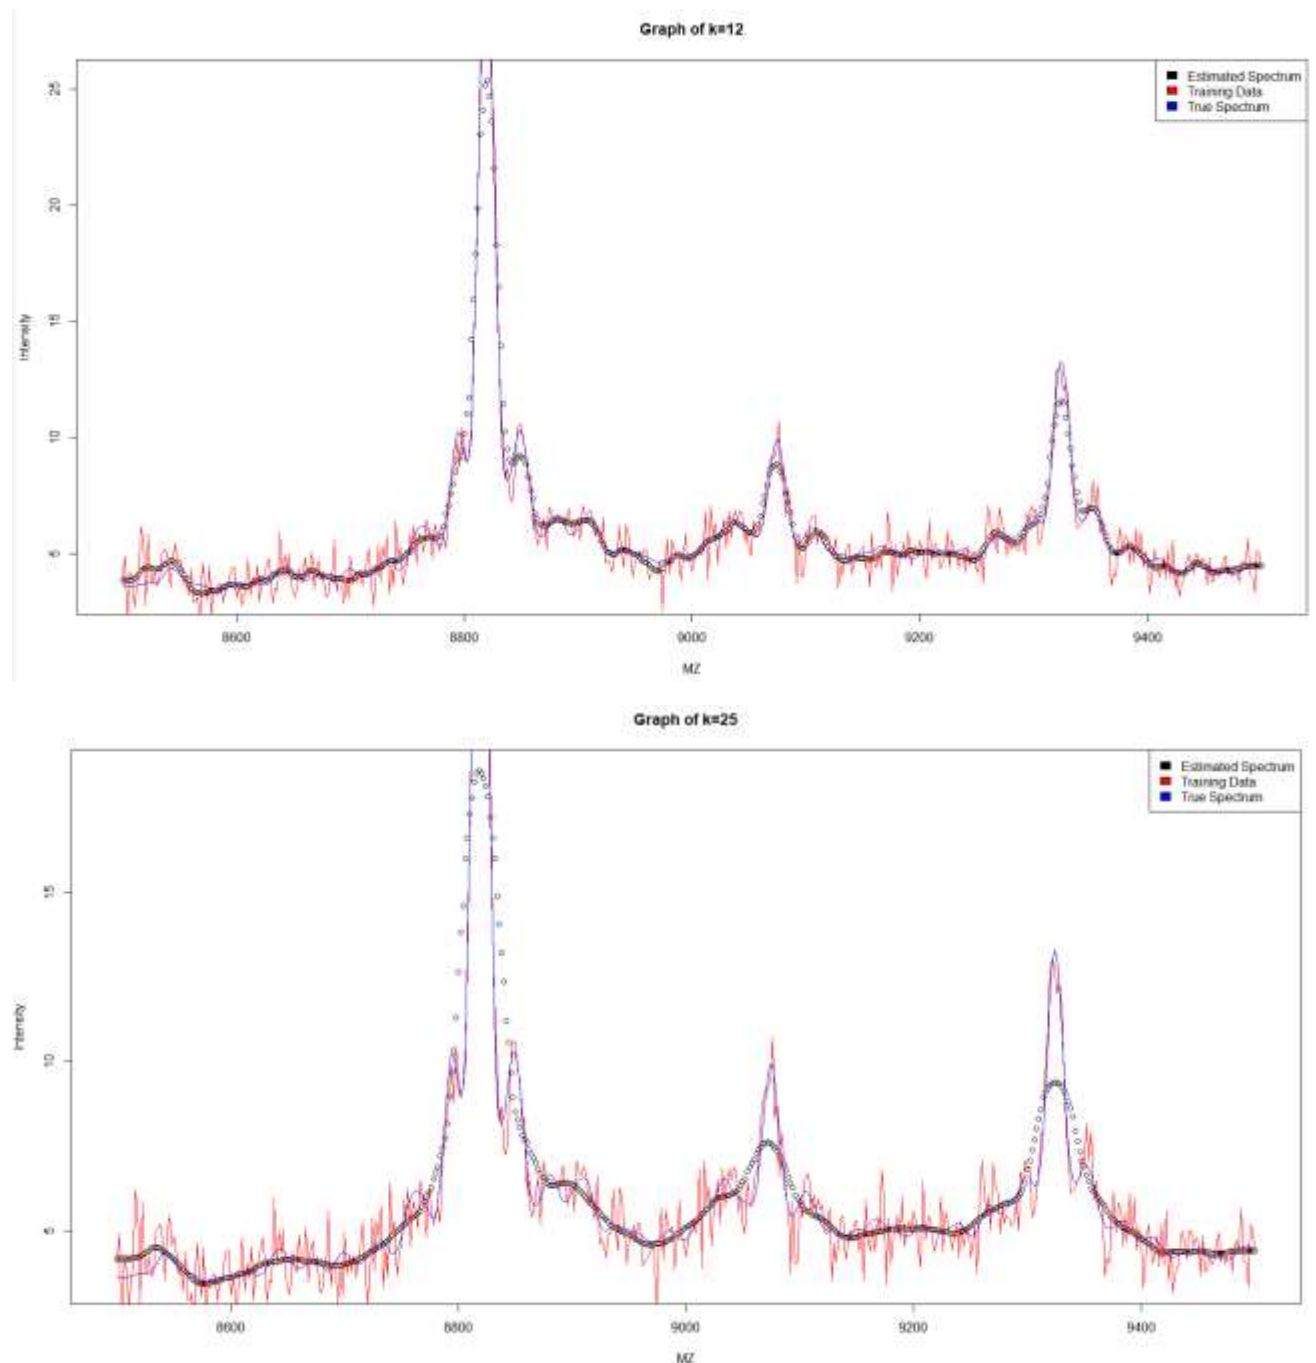 Graph of k=12
Estimated Spectrum
Training Data
True Spectrum
25
20
15
10
5
Intensity
8600 8800 9000 9200 9400
MZ
Graph of k=25
Estimated Spectrum
Training Data
True Spectrum
15
10
5
Intensity
8600 8800 9000 9200 9400
MZ